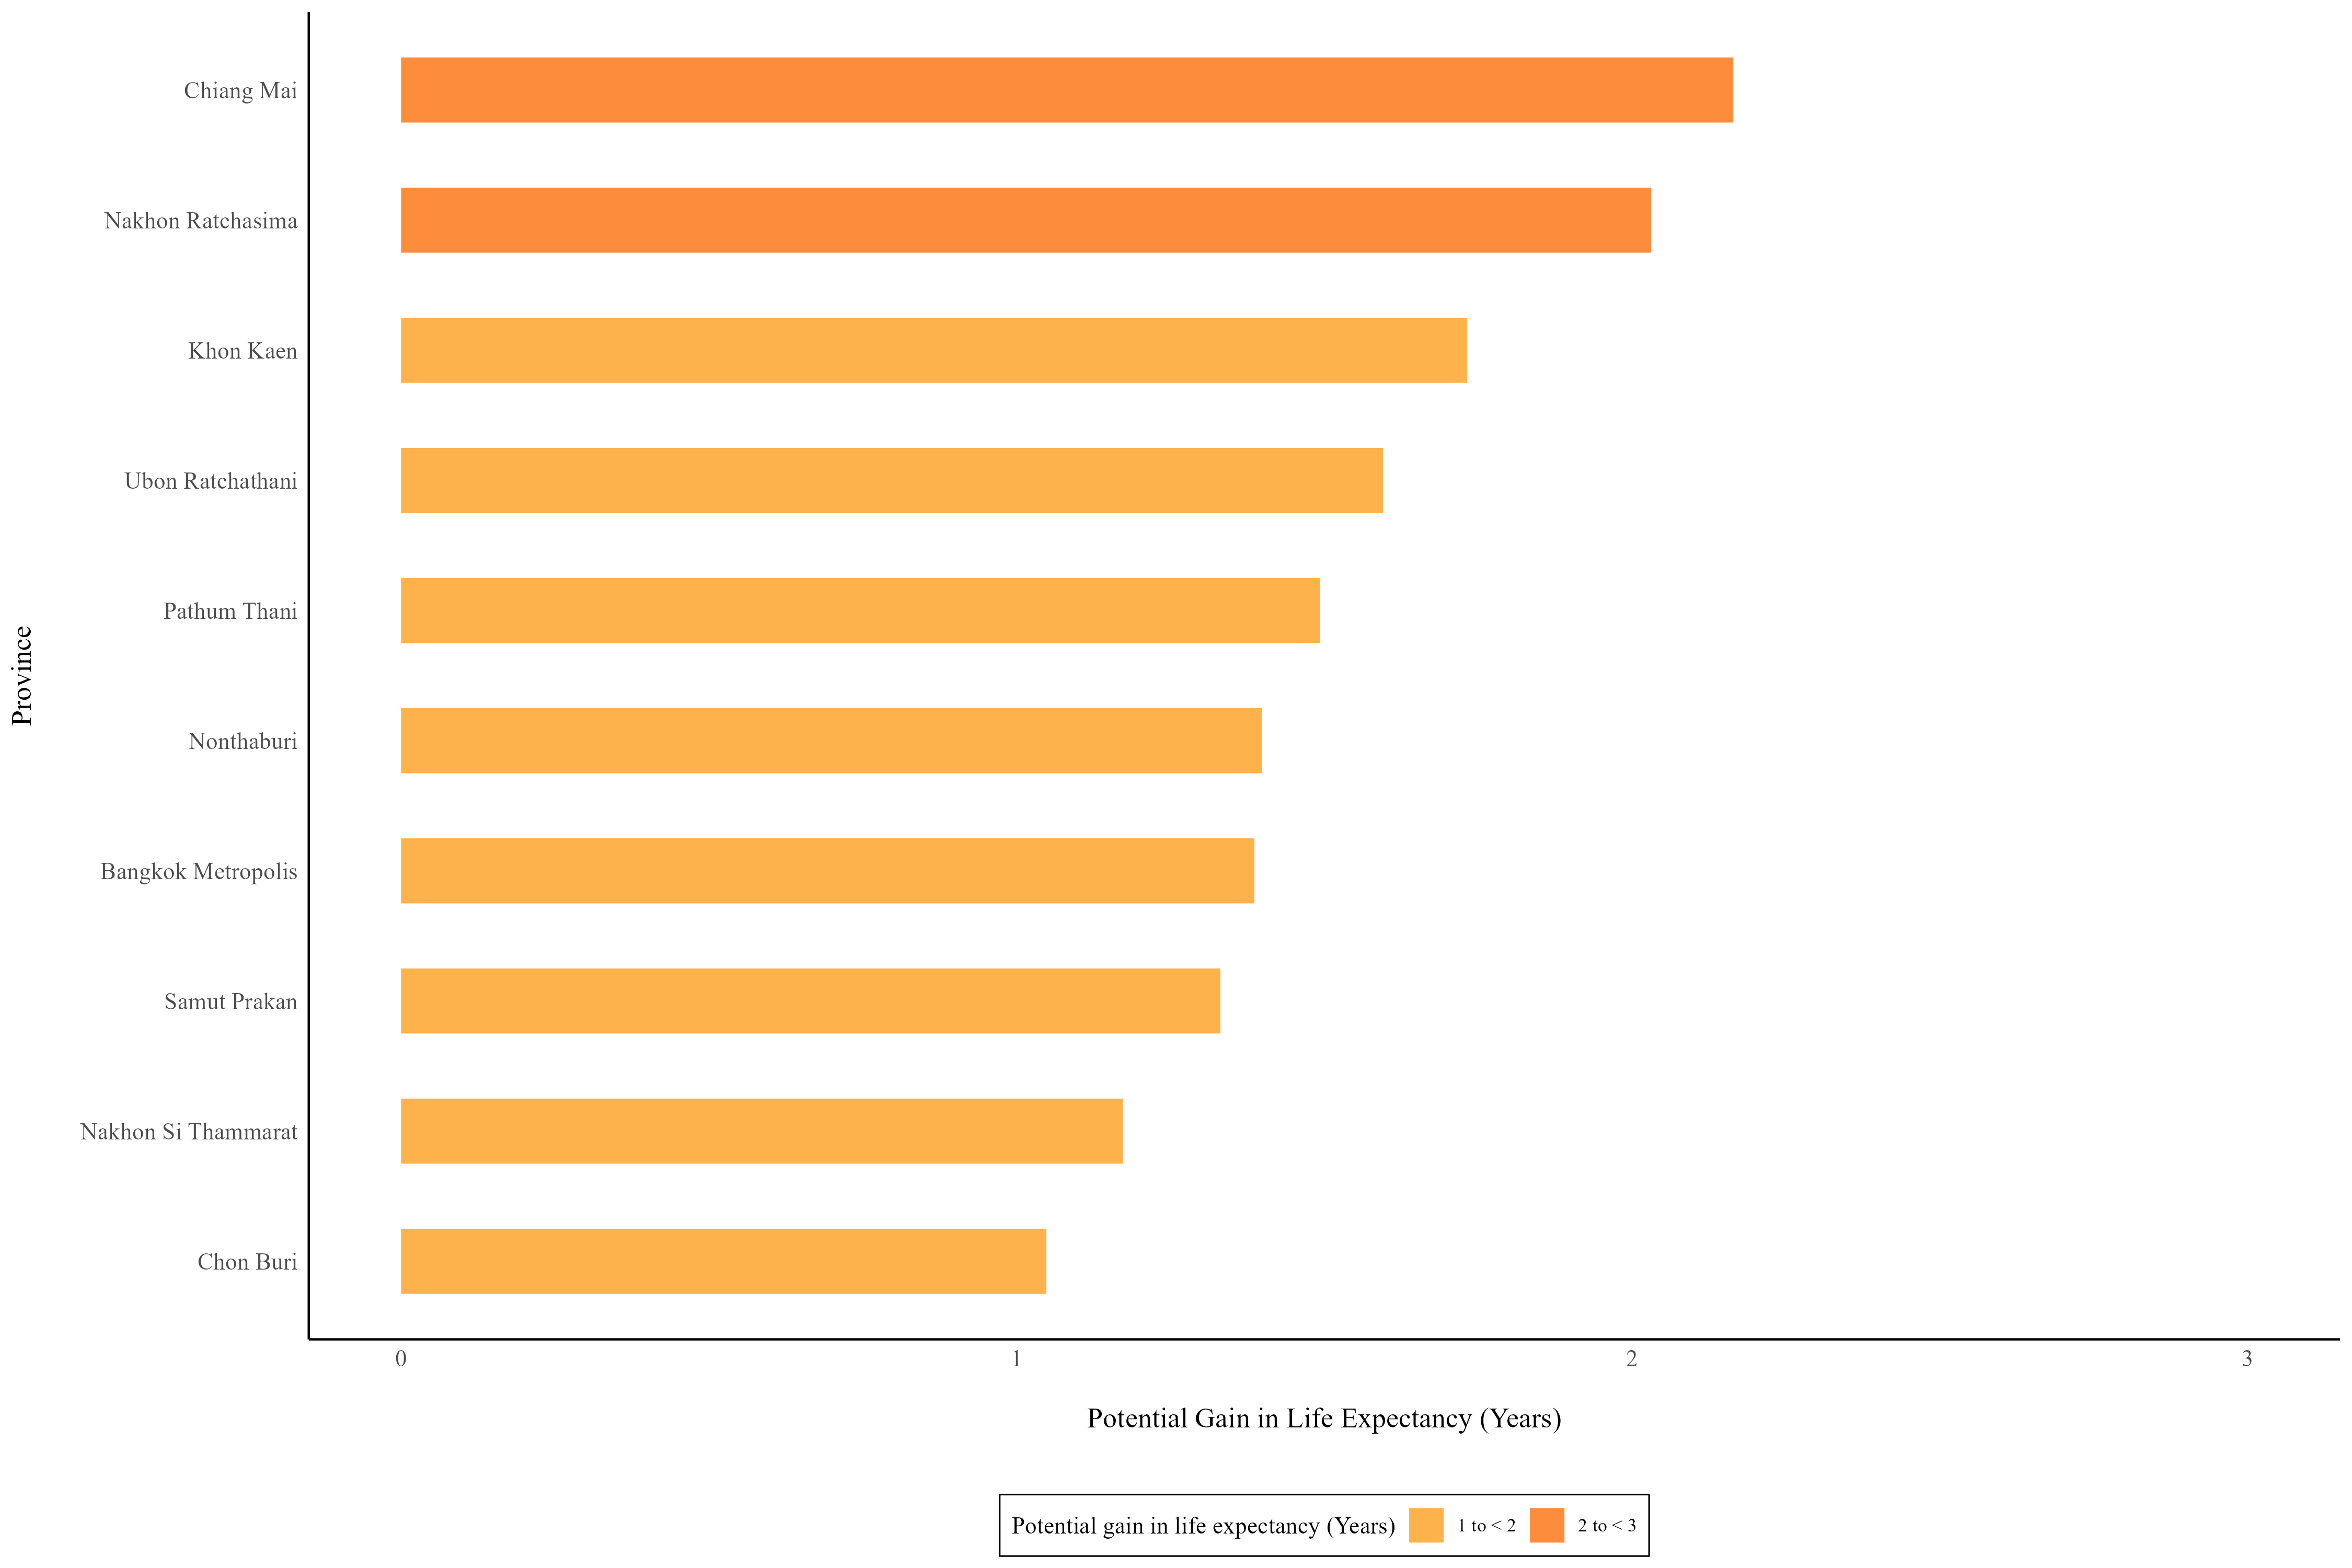 Province
Chiang Mai
Nakhon Ratchasima
Khon Kaen
Ubon Ratchathani
Pathum Thani
Nonthaburi
Bangkok Metropolis
Samut Prakan
Nakhon Si Thammarat
Chon Buri
0 1 2 3
Potential Gain in Life Expectancy (Years)
Potential gain in life expectancy (Years) 1 to < 2 2 to < 3